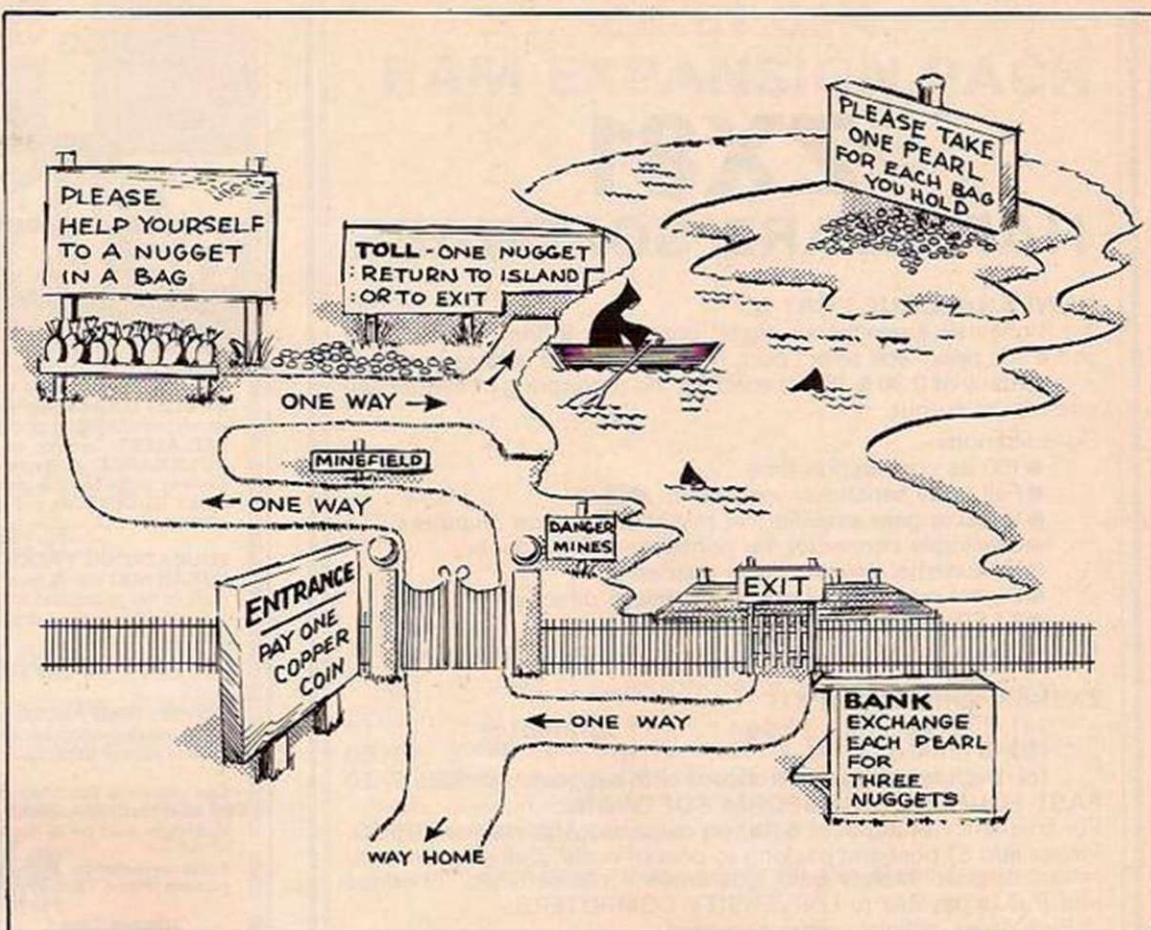 PLEASE
HELP YOURSELF
TO A NUGGET
IN A BAG
TOLL - ONE NUGGET
: RETURN TO ISLAND
: OR TO EXIT
PLEASE TAKE
ONE PEARL
FOR EACH BAG
YOU HOLD
ONE WAY →
MINEFIELD
← ONE WAY
DANGER
MINES
ENTRANCE
PAY ONE
COPPER
COIN
EXIT
← ONE WAY
BANK
EXCHANGE
EACH PEARL
FOR
THREE
NUGGETS
WAY HOME